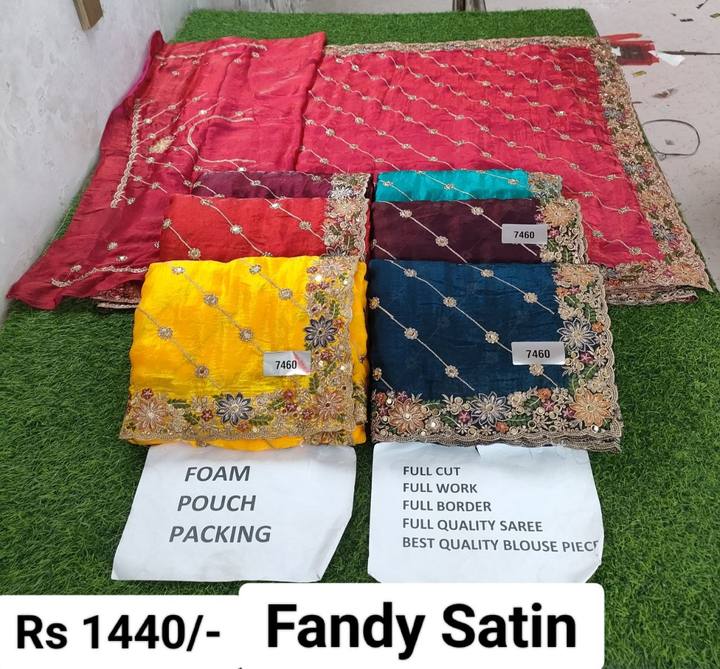 7460
7460
7460
FOAM
POUCH
PACKING
FULL CUT
FULL WORK
FULL BORDER
FULL QUALITY SAREE
BEST QUALITY BLOUSE PIECE
Rs 1440/- Fandy Satin